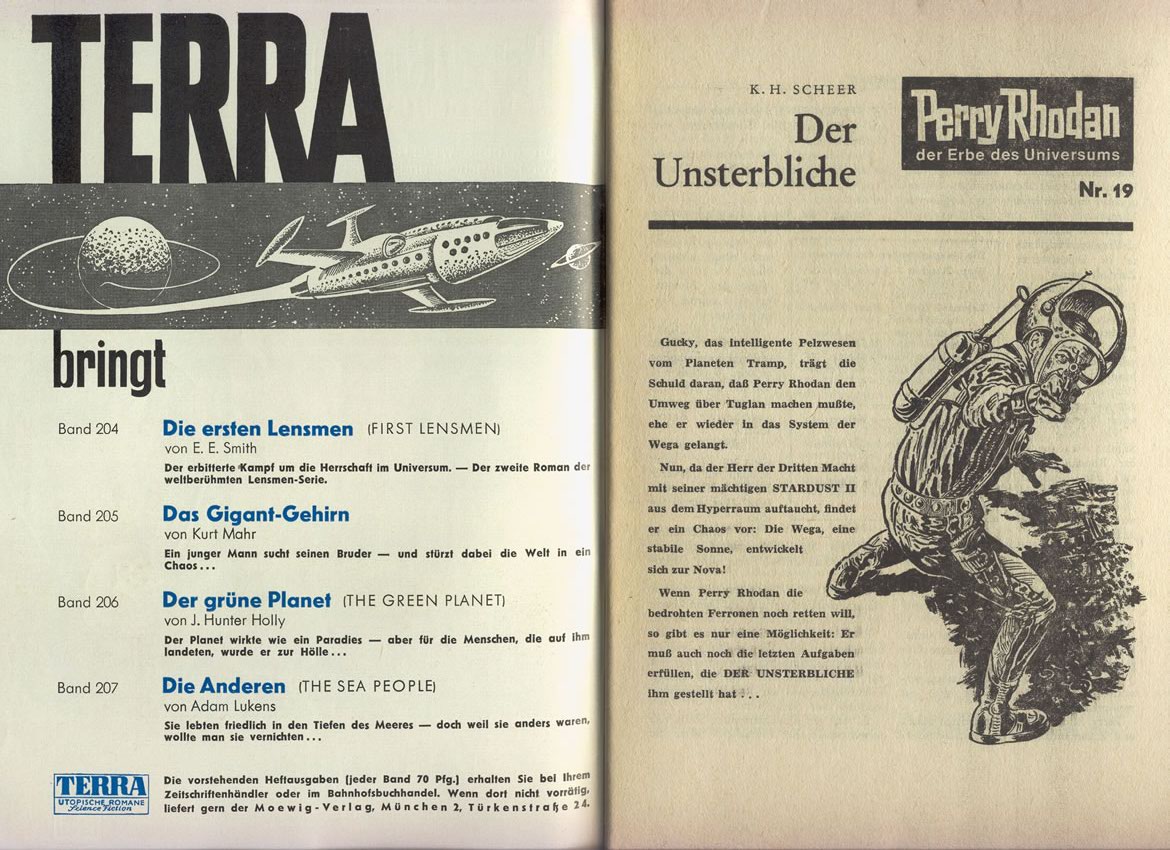 TERRA
bringt
Band 204
Die ersten Lensmen (FIRST LENSMEN)
von E. E. Smith
Der erbitterte Kampf um die Herrschaft im Universum. — Der zweite Roman der
weltberühmten Lensmen-Serie.
Band 205
Das Gigant-Gehirn
von Kurt Mahr
Ein junger Mann sucht seinen Bruder — und stürzt dabei die Welt in ein
Chaos...
Band 206
Der grüne Planet (THE GREEN PLANET)
von J. Hunter Holly
Der Planet wirkte wie ein Paradies — aber für die Menschen, die auf ihm
landeten, wurde er zur Hölle...
Band 207
Die Anderen (THE SEA PEOPLE)
von Adam Lukens
Sie lebten friedlich in den Tiefen des Meeres — doch weil sie anders waren,
wollte man sie vernichten...
TERRA
UTOPISCHE ROMANE
Science Fiction
Die vorstehenden Heftausgaben (jeder Band 70 Pfg.) erhalten Sie bei Ihrem
Zeitschriftenhändler oder im Bahnhofsbuchhandel. Wenn dort nicht vorrätig,
liefert gern der Moewig-Verlag, München 2, Türkenstraße 24.
K. H. SCHEER
Der
Unsterbliche
Perry Rhodan
der Erbe des Universums
Nr. 19
Gucky, das intelligente Pelzwesen
vom Planeten Tramp, trägt die
Schuld daran, daß Perry Rhodan den
Umweg über Tuglan machen mußte,
ehe er wieder in das System der
Wega gelangt.
Nun, da der Herr der Dritten Macht
mit seiner mächtigen STARDUST II
aus dem Hyperraum auftaucht, findet
er ein Chaos vor: Die Wega, eine
stabile Sonne, entwickelt
sich zur Nova!
Wenn Perry Rhodan die
bedrohten Ferronen noch retten will,
so gibt es nur eine Möglichkeit: Er
muß auch noch die letzten Aufgaben
erfüllen, die DER UNSTERBLICHE
ihm gestellt hat ...